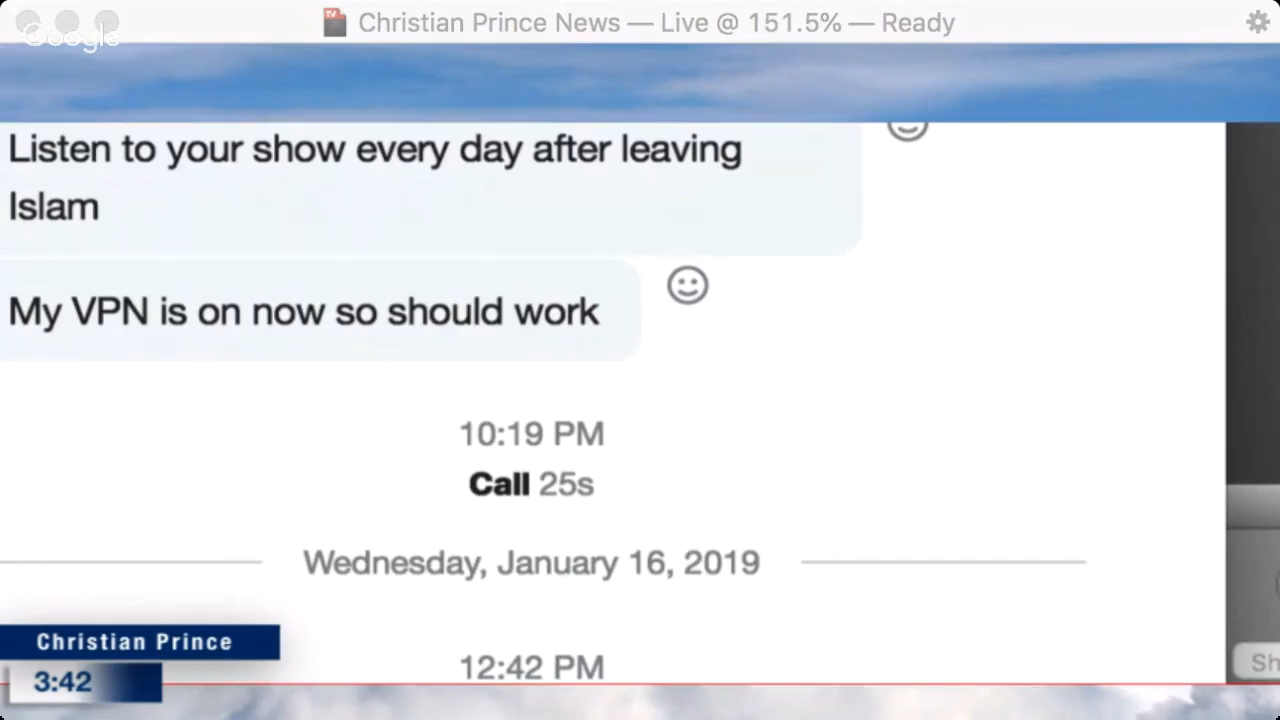 Christian Prince News — Live @ 151.5% — Ready
Google
Listen to your show every day after leaving
Islam
My VPN is on now so should work
10:19 PM
Call 25s
Wednesday, January 16, 2019
12:42 PM
Christian Prince
3:42
Sh